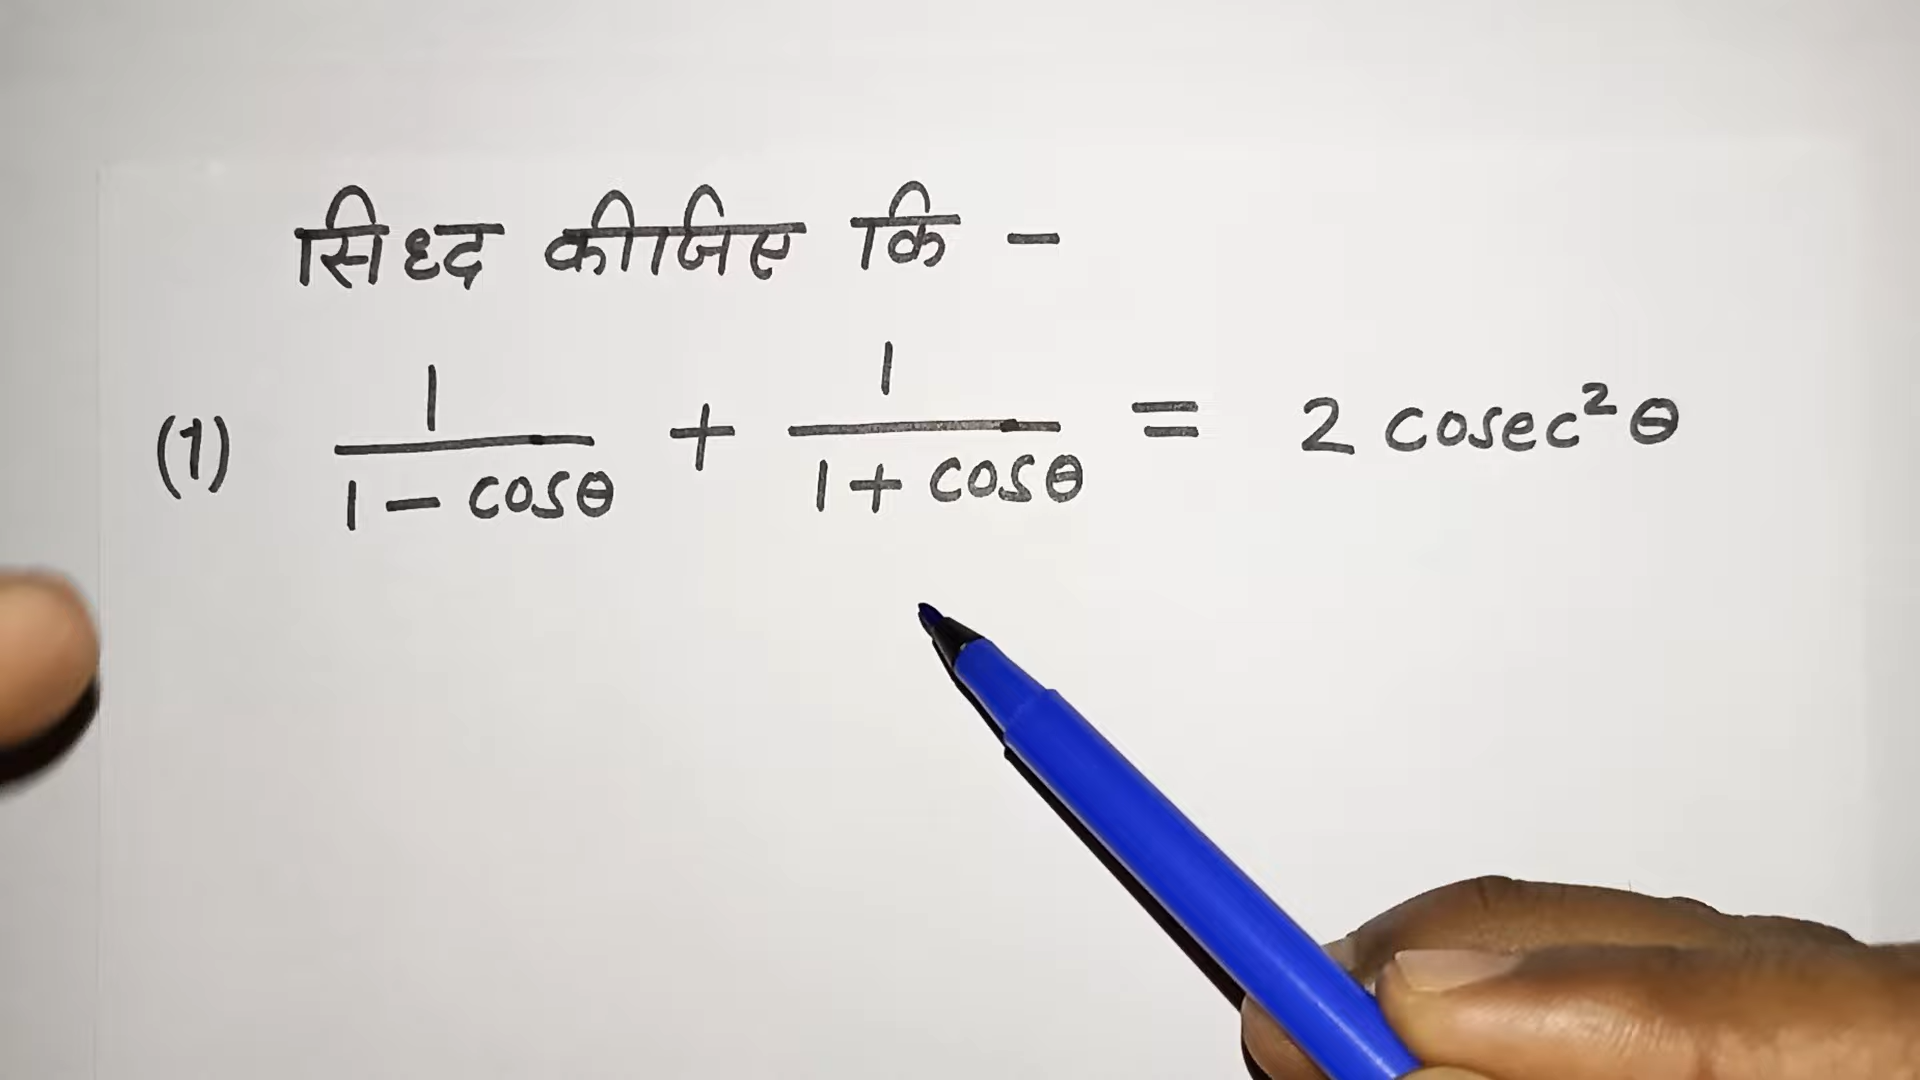 सिध्द कीजिए कि -
(1) 1/(1 - cosθ) + 1/(1 + cosθ) = 2 cosec²θ